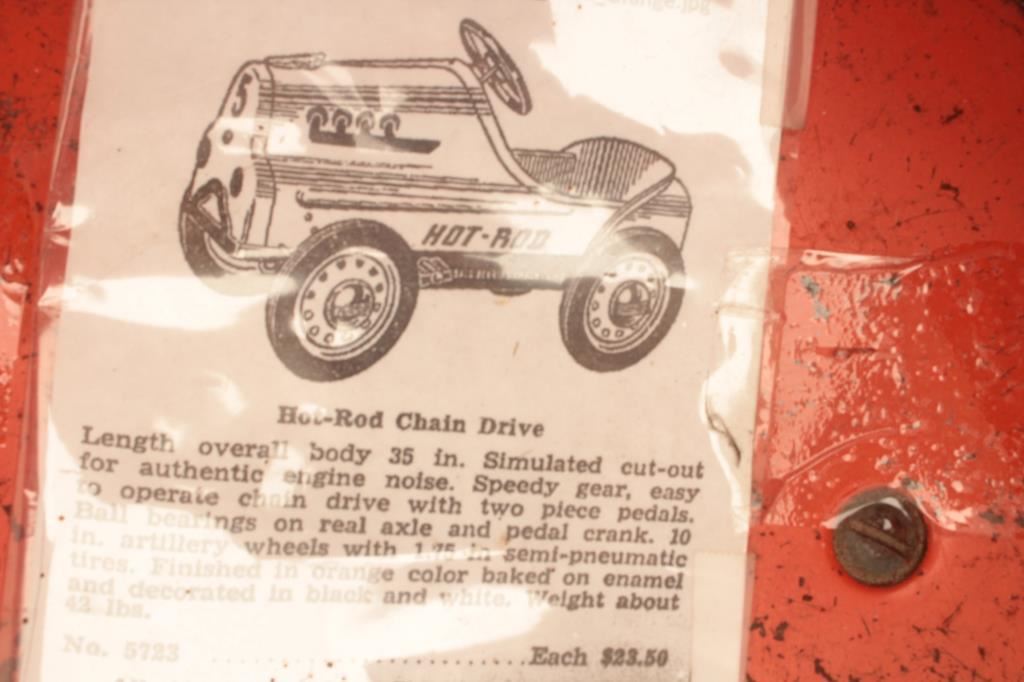 _orange.jpg
5
HOT-ROD
Hot-Rod Chain Drive
Length overall body 35 in. Simulated cut-out
for authentic engine noise. Speedy gear, easy
to operate chain drive with two piece pedals.
Ball bearings on real axle and pedal crank. 10
in. artillery wheels with 1.75 in semi-pneumatic
tires. Finished in orange color baked on enamel
and decorated in black and white. Weight about
42 lbs.
No. 5723 ........................Each $23.50